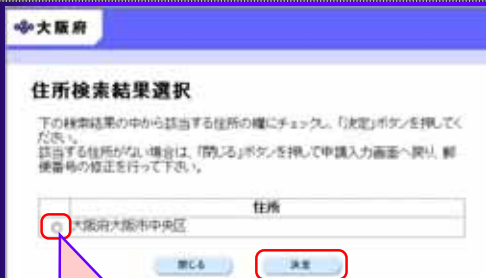 大阪府
住所検索結果選択
下の検索結果の中から該当する住所の欄にチェックし、「決定」ボタンを押してく
ださい。
該当する住所がない場合は、「閉じる」ボタンを押して申請入力画面へ戻り、郵
便番号の修正を行って下さい。
住所
大阪府大阪市中央区
閉じる
決定